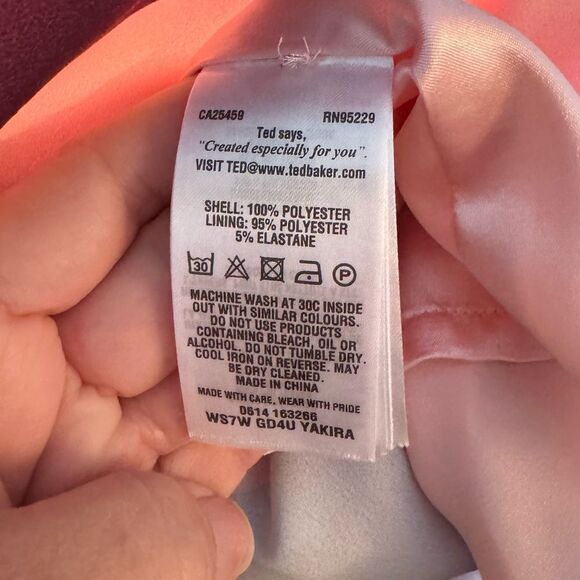 CA25459 RN95229
Ted says,
"Created especially for you".
VISIT TED@www.tedbaker.com
SHELL: 100% POLYESTER
LINING: 95% POLYESTER
5% ELASTANE
30 P
MACHINE WASH AT 30C INSIDE
OUT WITH SIMILAR COLOURS.
DO NOT USE PRODUCTS
CONTAINING BLEACH, OIL OR
ALCOHOL. DO NOT TUMBLE DRY.
COOL IRON ON REVERSE. MAY
BE DRY CLEANED.
MADE IN CHINA
MADE WITH CARE, WEAR WITH PRIDE
0614 163266
WS7W GD4U YAKIRA